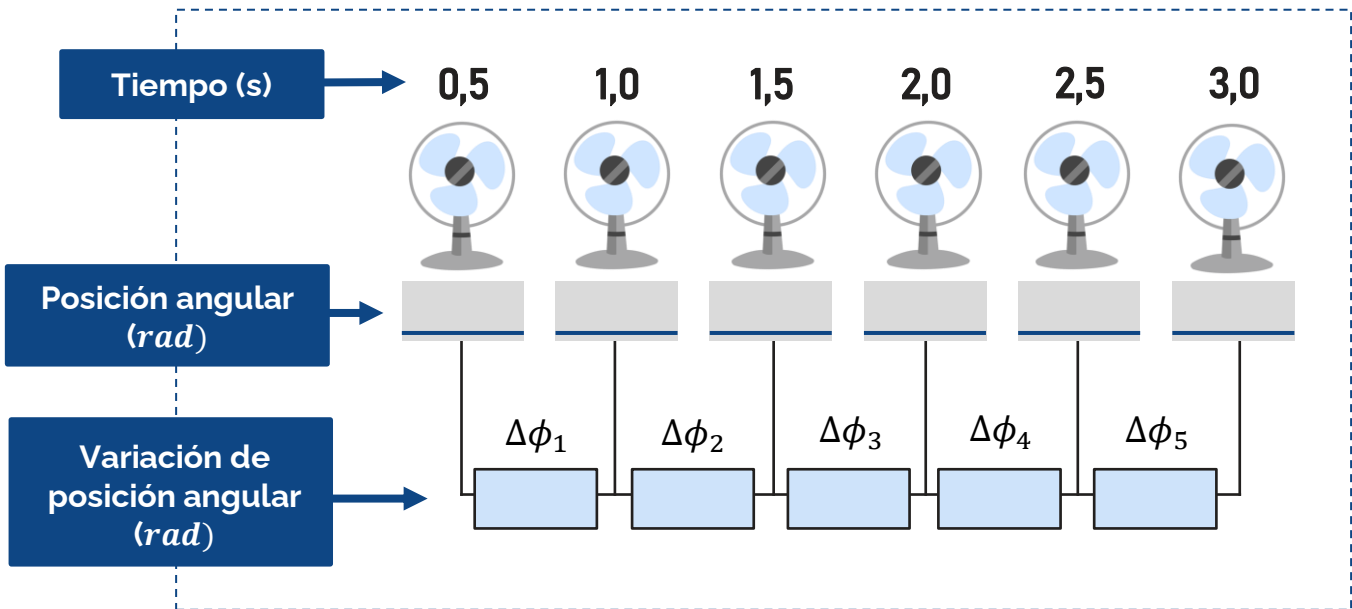 Tiempo (s)
0,5 1,0 1,5 2,0 2,5 3,0
Posición angular
(rad)
Δϕ₁ Δϕ₂ Δϕ₃ Δϕ₄ Δϕ₅
Variación de
posición angular
(rad)